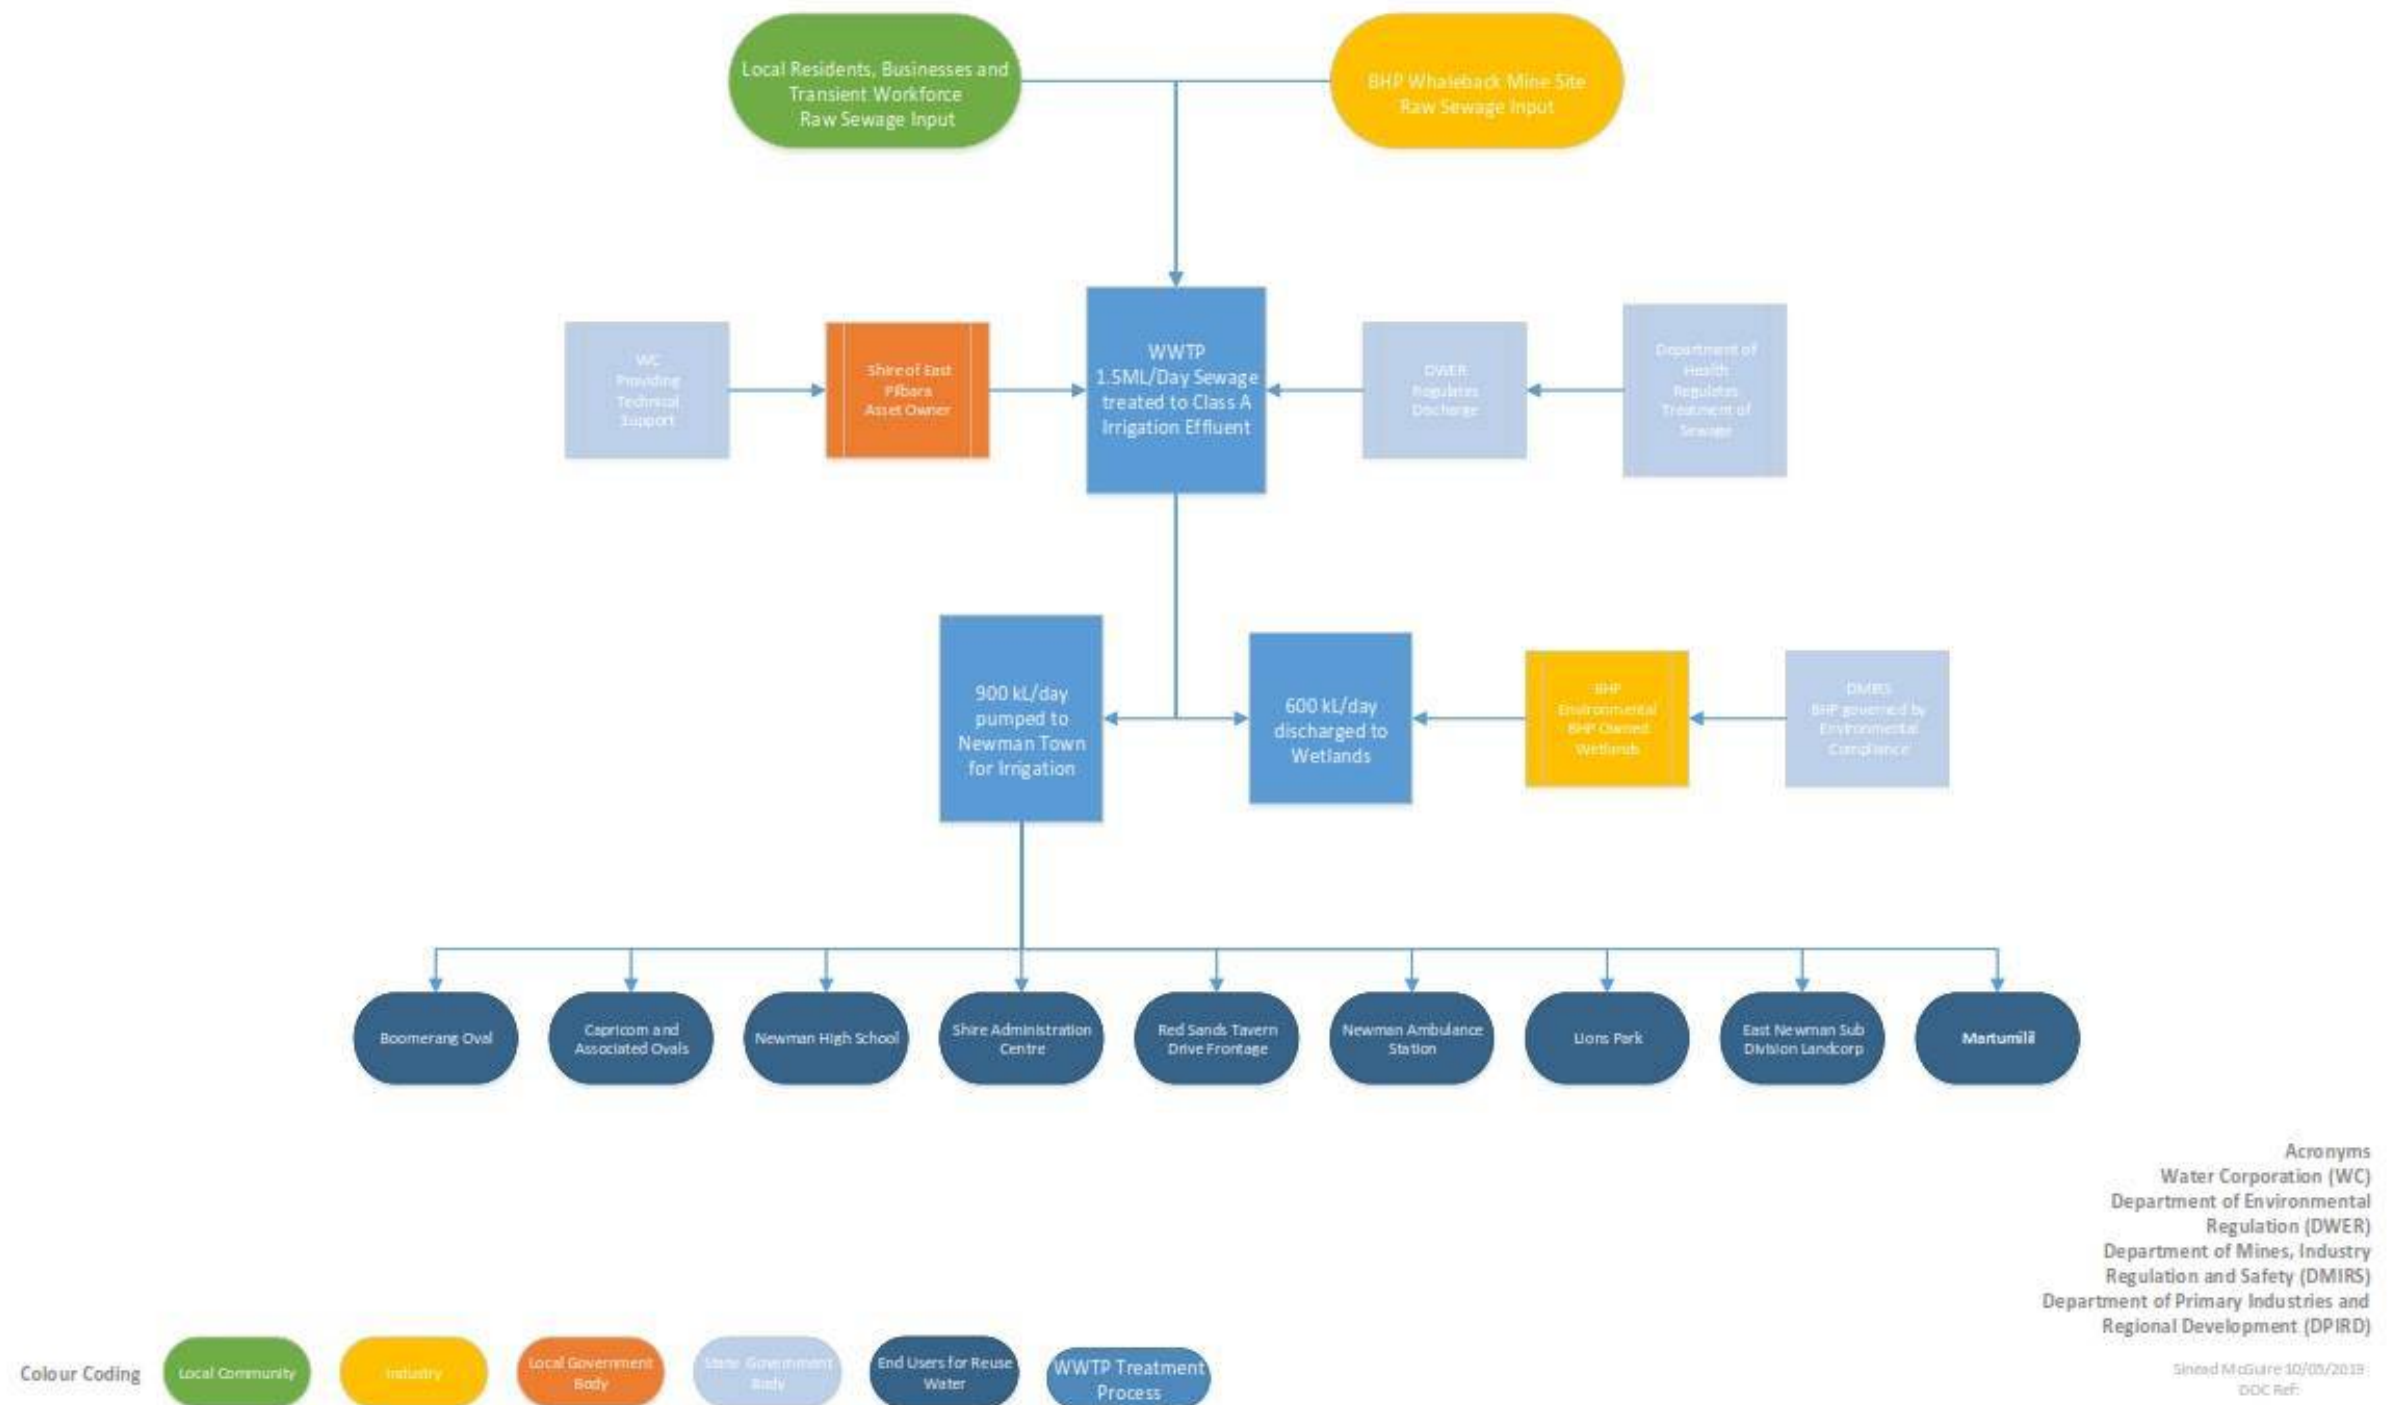 Local Residents, Businesses and
Transient Workforce
Raw Sewage Input
BHP Whaleback Mine Site
Raw Sewage Input
WC
Providing
Technical
Support
Shire of East
Pilbara
Asset Owner
WWTP
1.5ML/Day Sewage
treated to Class A
Irrigation Effluent
DWER
Regulates
Discharge
Department of
Health
Regulates
Treatment of
Sewage
900 kL/day
pumped to
Newman Town
for Irrigation
600 kL/day
discharged to
Wetlands
BHP
Environmental
BHP Owned
Wetlands
DMIRS
BHP governed by
Environmental
Compliance
Boomerang Oval
Capricorn and
Associated Ovals
Newman High School
Shire Administration
Centre
Red Sands Tavern
Drive Frontage
Newman Ambulance
Station
Lions Park
East Newman Sub
Division Landcorp
Martumilil
Acronyms
Water Corporation (WC)
Department of Environmental
Regulation (DWER)
Department of Mines, Industry
Regulation and Safety (DMIRS)
Department of Primary Industries and
Regional Development (DPIRD)
Sinead McGuire 10/05/2019
DOC Ref:
Colour Coding
Local Community
Industry
Local Government
Body
State Government
Body
End Users for Reuse
Water
WWTP Treatment
Process